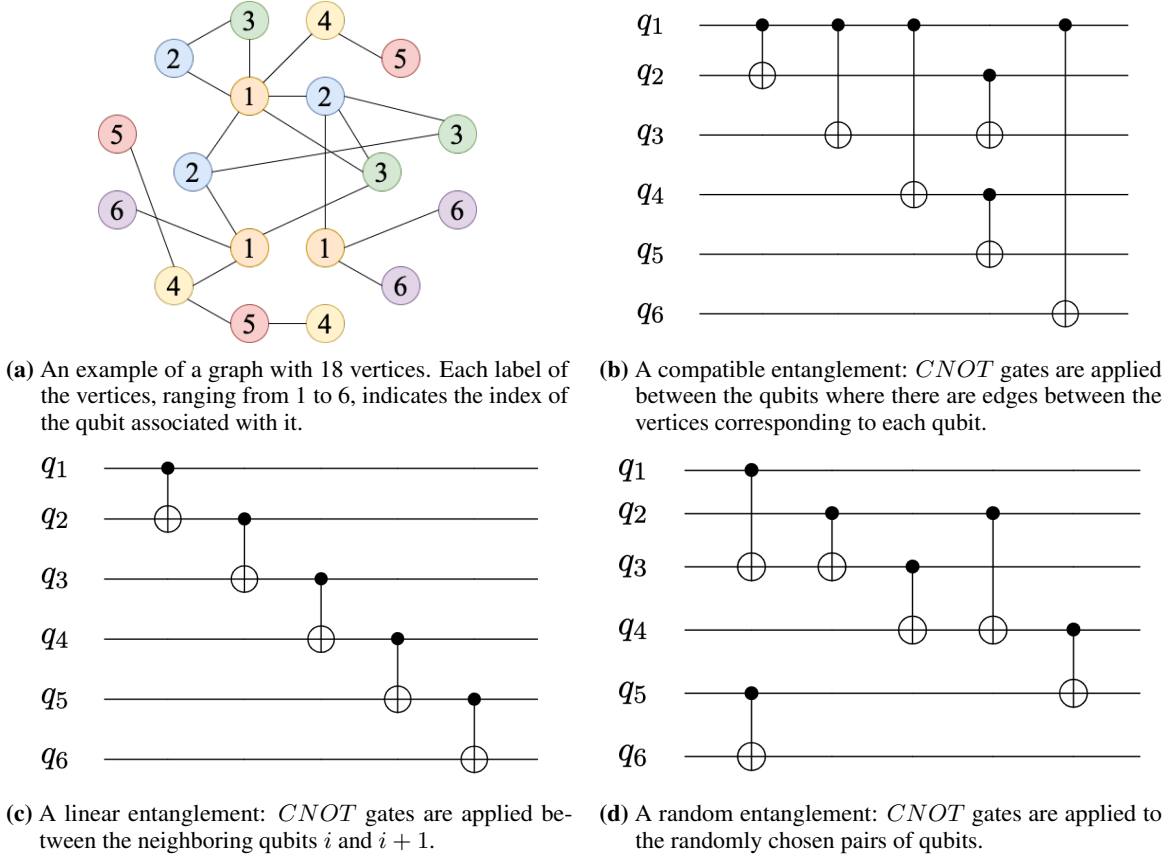 3 4
2 5
1 2
5 3
2 3
6 6
1 1
4 6
5 4
q1
q2
q3
q4
q5
q6
(a) An example of a graph with 18 vertices. Each label of
the vertices, ranging from 1 to 6, indicates the index of
the qubit associated with it.
(b) A compatible entanglement: CNOT gates are applied
between the qubits where there are edges between the
vertices corresponding to each qubit.
q1
q2
q3
q4
q5
q6
(c) A linear entanglement: CNOT gates are applied be-
tween the neighboring qubits i and i + 1.
q1
q2
q3
q4
q5
q6
(d) A random entanglement: CNOT gates are applied to
the randomly chosen pairs of qubits.